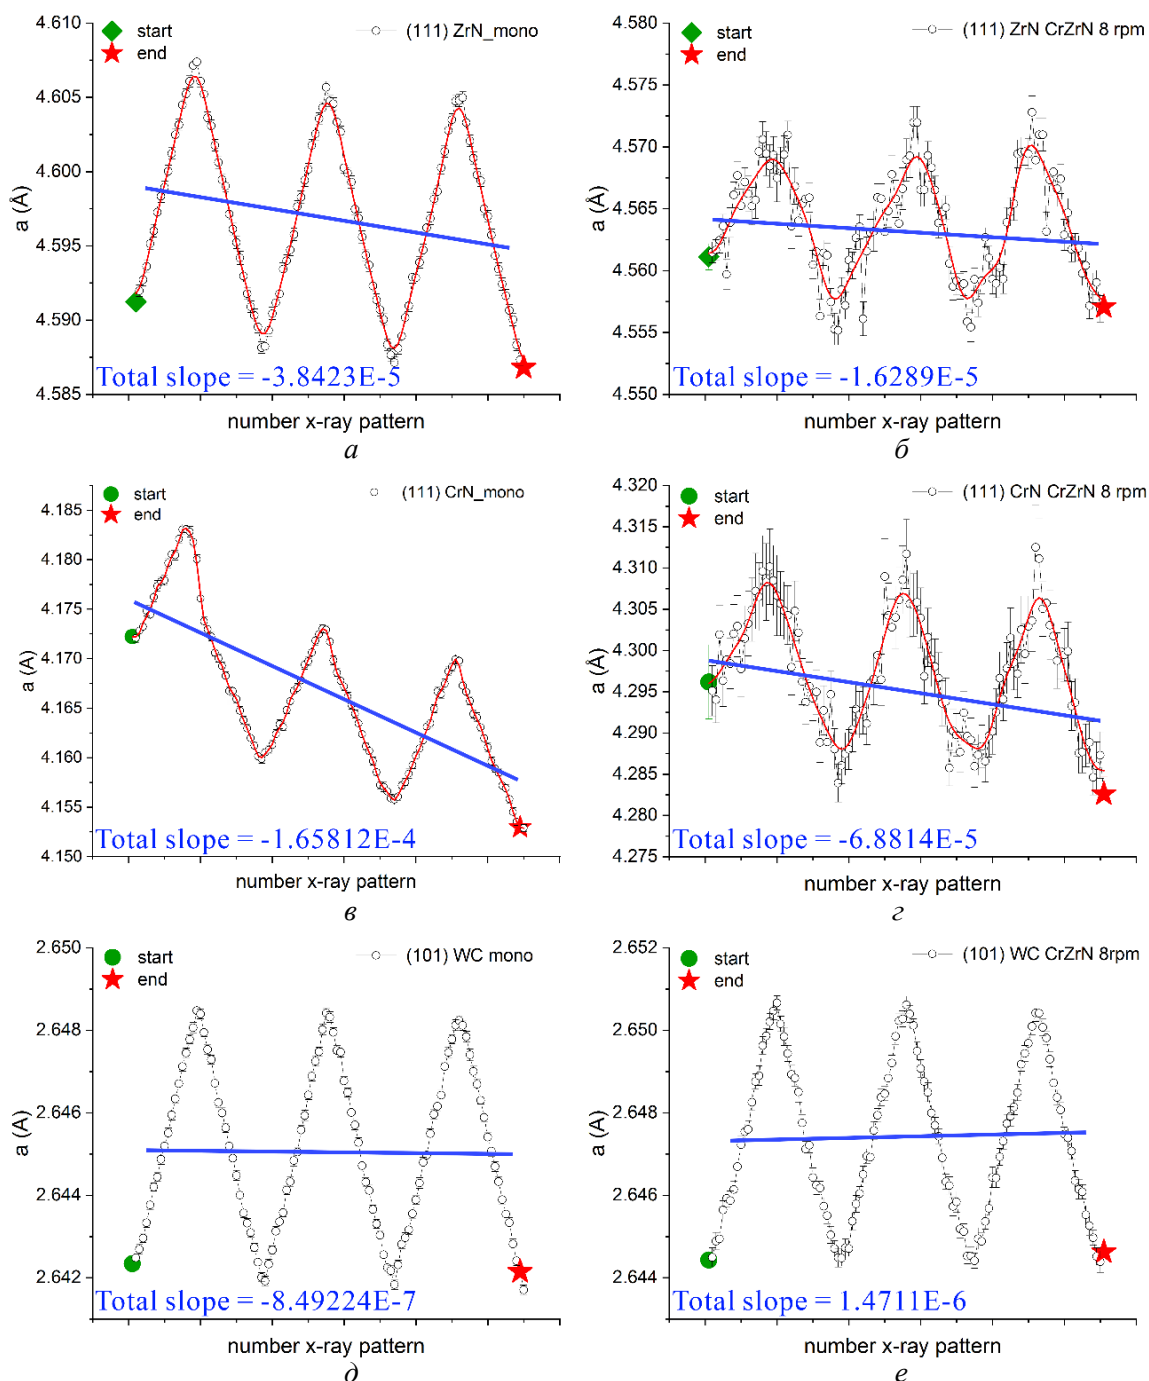 4.610
4.605
4.600
4.595
4.590
4.585
a (Å)
start
end
(111) ZrN_mono
Total slope = -3.8423E-5
number x-ray pattern
а
4.580
4.575
4.570
4.565
4.560
4.555
4.550
a (Å)
start
end
(111) ZrN CrZrN 8 rpm
Total slope = -1.6289E-5
number x-ray pattern
б
4.185
4.180
4.175
4.170
4.165
4.160
4.155
4.150
a (Å)
start
end
(111) CrN_mono
Total slope = -1.65812E-4
number x-ray pattern
в
4.320
4.315
4.310
4.305
4.300
4.295
4.290
4.285
4.280
4.275
a (Å)
start
end
(111) CrN CrZrN 8 rpm
Total slope = -6.8814E-5
number x-ray pattern
г
2.650
2.648
2.646
2.644
2.642
a (Å)
start
end
(101) WC mono
Total slope = -8.49224E-7
number x-ray pattern
д
2.652
2.650
2.648
2.646
2.644
a (Å)
start
end
(101) WC CrZrN 8rpm
Total slope = 1.4711E-6
number x-ray pattern
е